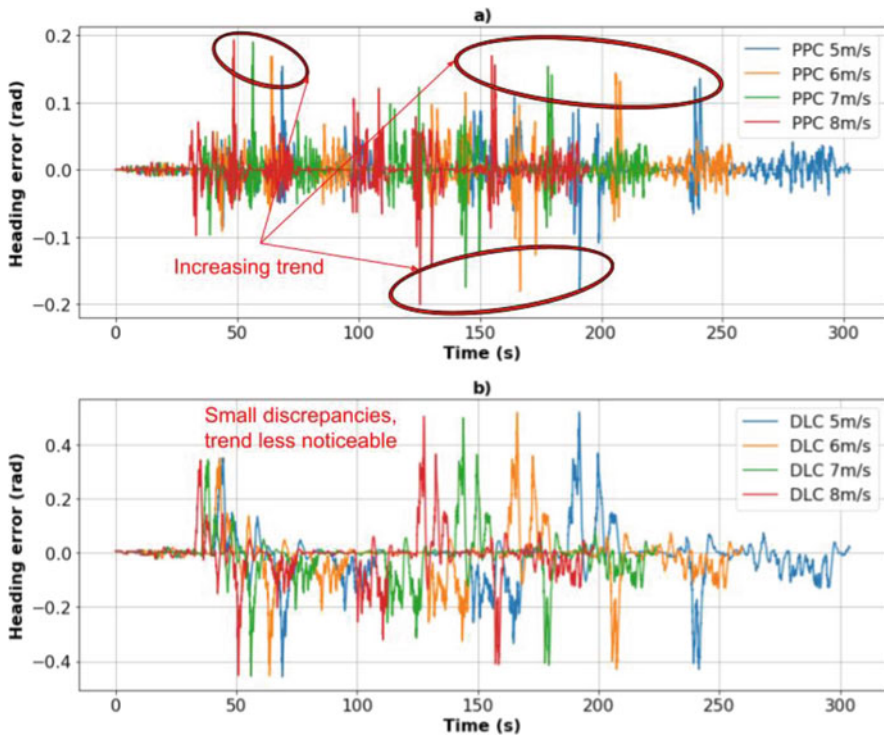 a)
0.2
0.1
0.0
−0.1
−0.2
Heading error (rad)
PPC 5m/s
PPC 6m/s
PPC 7m/s
PPC 8m/s
Increasing trend
0 50 100 150 200 250 300
Time (s)
b)
0.4
0.2
0.0
−0.2
−0.4
Heading error (rad)
Small discrepancies,
trend less noticeable
DLC 5m/s
DLC 6m/s
DLC 7m/s
DLC 8m/s
0 50 100 150 200 250 300
Time (s)